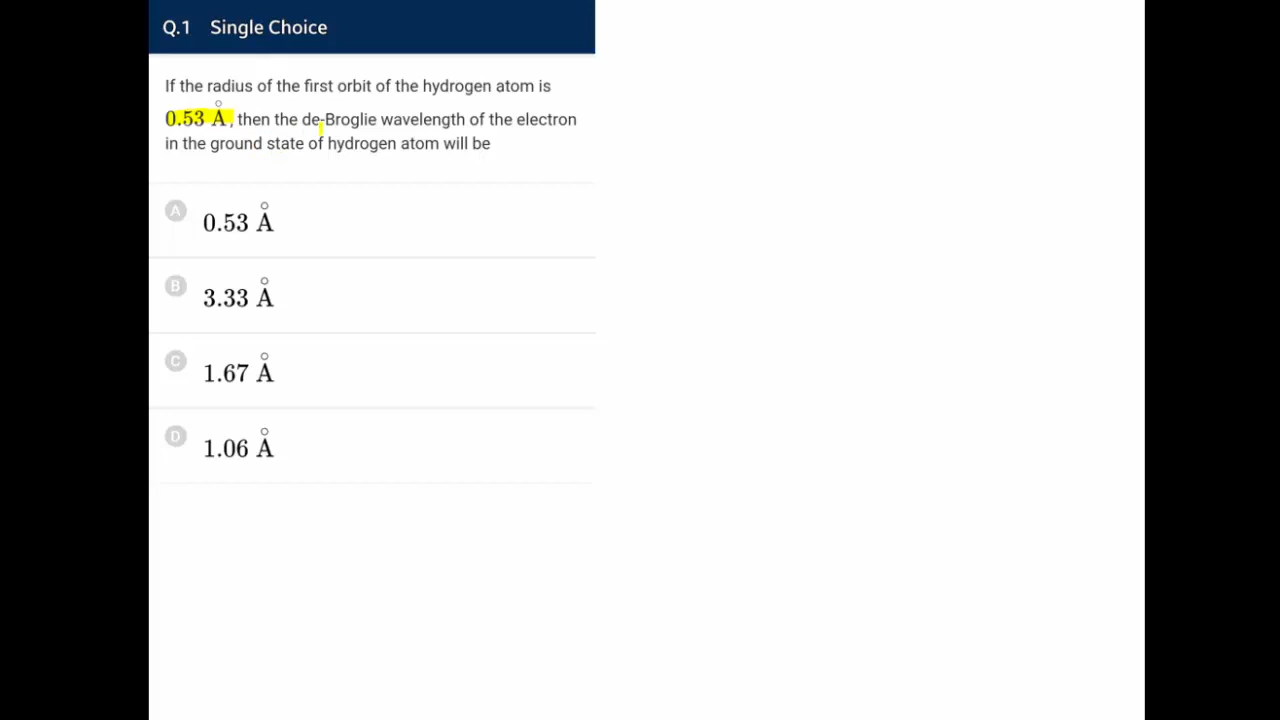 Q.1 Single Choice
If the radius of the first orbit of the hydrogen atom is
0.53 Å, then the de-Broglie wavelength of the electron
in the ground state of hydrogen atom will be
A 0.53 Å
B 3.33 Å
C 1.67 Å
D 1.06 Å